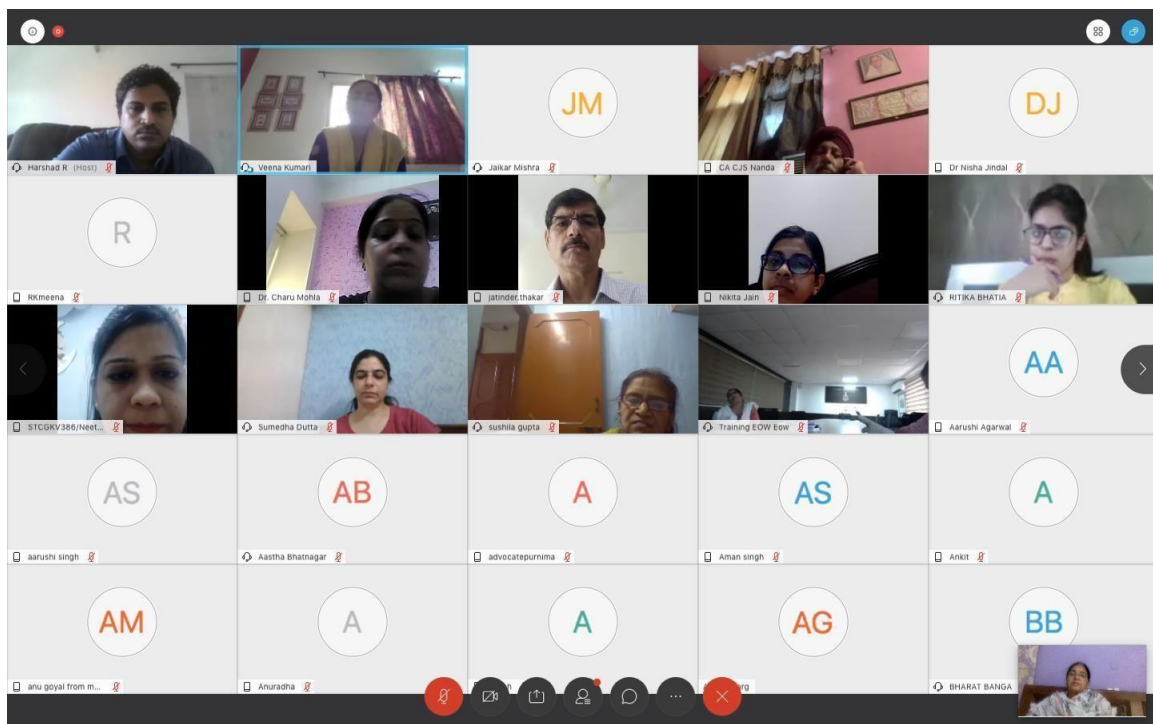 Harshad R (Host)
Veena Kumari
JM
Jaikar Mishra
CA CJS Nanda
DJ
Dr Nisha Jindal
R
RKmeena
Dr. Charu Mohla
jatinder.thakar
Nikita Jain
RITIKA BHATIA
STCGKV386/Neet...
Sumedha Dutta
sushila gupta
Training EOW Eow
AA
Aarushi Agarwal
AS
aarushi singh
AB
Aastha Bhatnagar
A
advocatepurnima
AS
Aman singh
A
Ankit
AM
anu goyal from m...
A
Anuradha
A
AG
BB
BHARAT BANGA